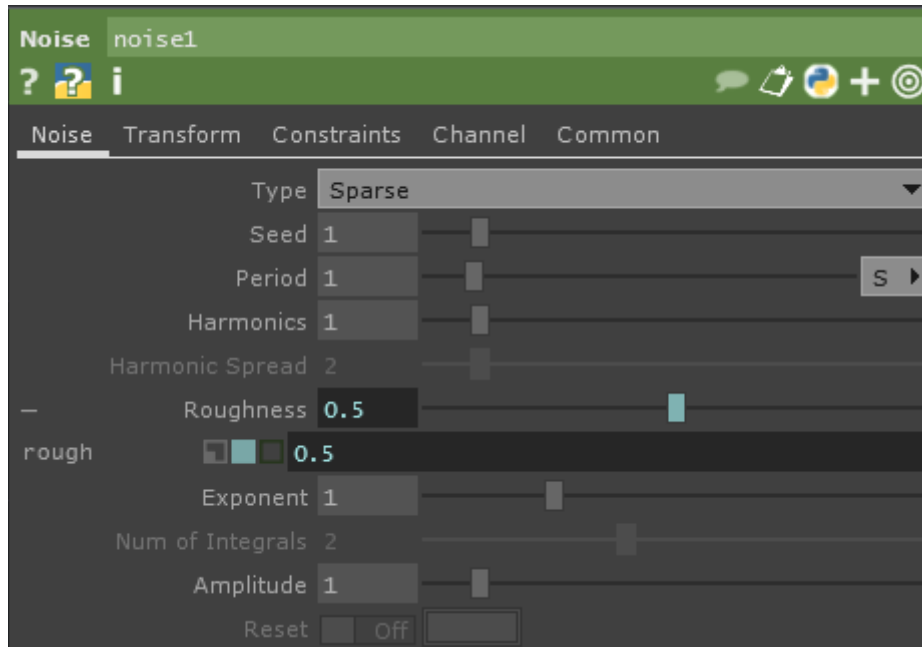 Noise noise1
? ? i
Noise Transform Constraints Channel Common
Type Sparse
Seed 1
Period 1 S
Harmonics 1
Harmonic Spread 2
– Roughness 0.5
rough 0.5
Exponent 1
Num of Integrals 2
Amplitude 1
Reset Off